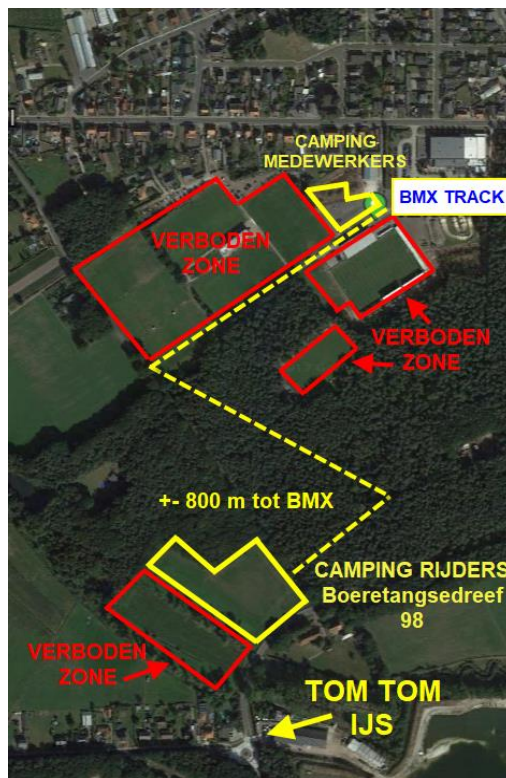 CAMPING
MEDEWERKERS
BMX TRACK
VERBODEN
ZONE
VERBODEN
ZONE
+- 800 m tot BMX
CAMPING RIJDERS
Boeretangsedreef
98
VERBODEN
ZONE
TOM TOM
IJS